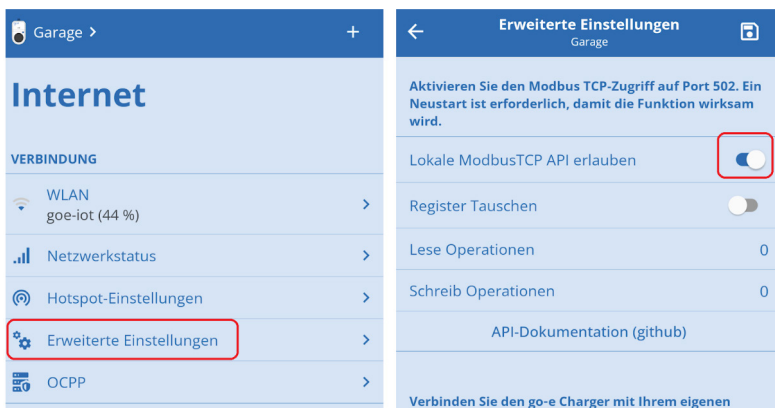 Garage >
+
Internet
VERBINDUNG
WLAN
goe-iot (44 %)
Netzwerkstatus
Hotspot-Einstellungen
Erweiterte Einstellungen
OCPP
Erweiterte Einstellungen
Garage
Aktivieren Sie den Modbus TCP-Zugriff auf Port 502. Ein
Neustart ist erforderlich, damit die Funktion wirksam
wird.
Lokale ModbusTCP API erlauben
Register Tauschen
Lese Operationen 0
Schreib Operationen 0
API-Dokumentation (github)
Verbinden Sie den go-e Charger mit Ihrem eigenen